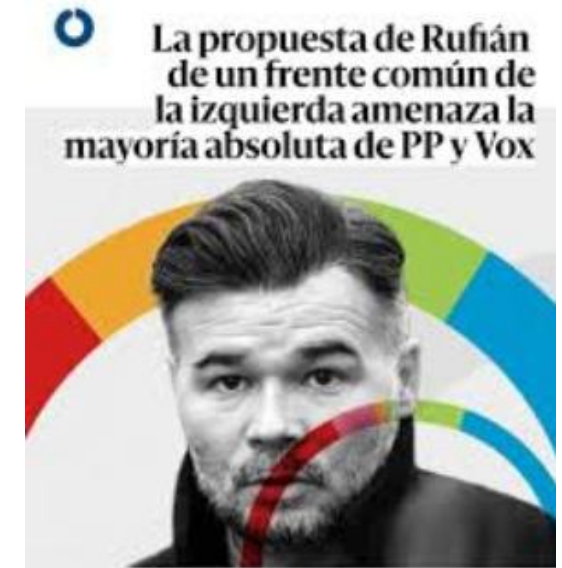 La propuesta de Rufián
de un frente común de
la izquierda amenaza la
mayoría absoluta de PP y Vox